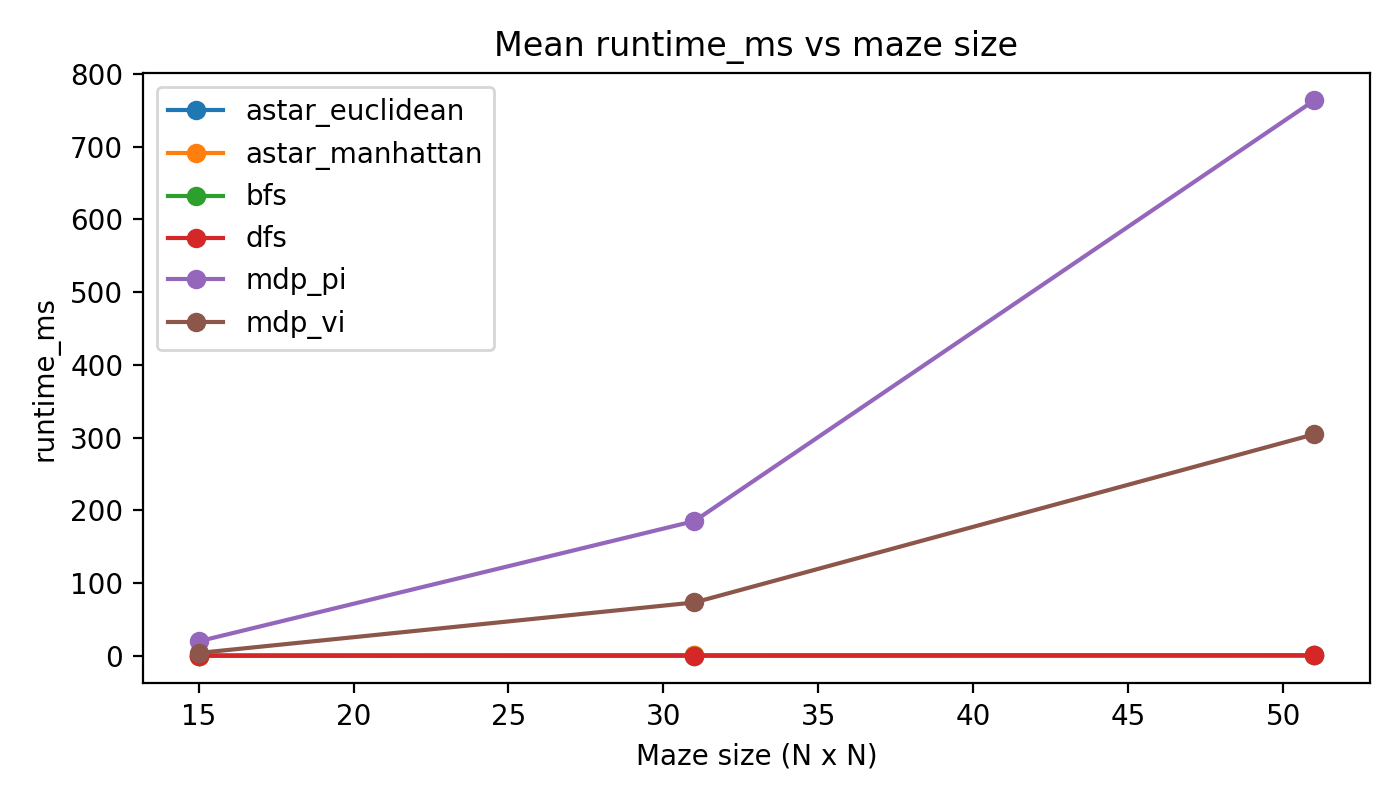 Mean runtime_ms vs maze size
800
700
600
500
400
300
200
100
0
runtime_ms
astar_euclidean
astar_manhattan
bfs
dfs
mdp_pi
mdp_vi
15 20 25 30 35 40 45 50
Maze size (N x N)